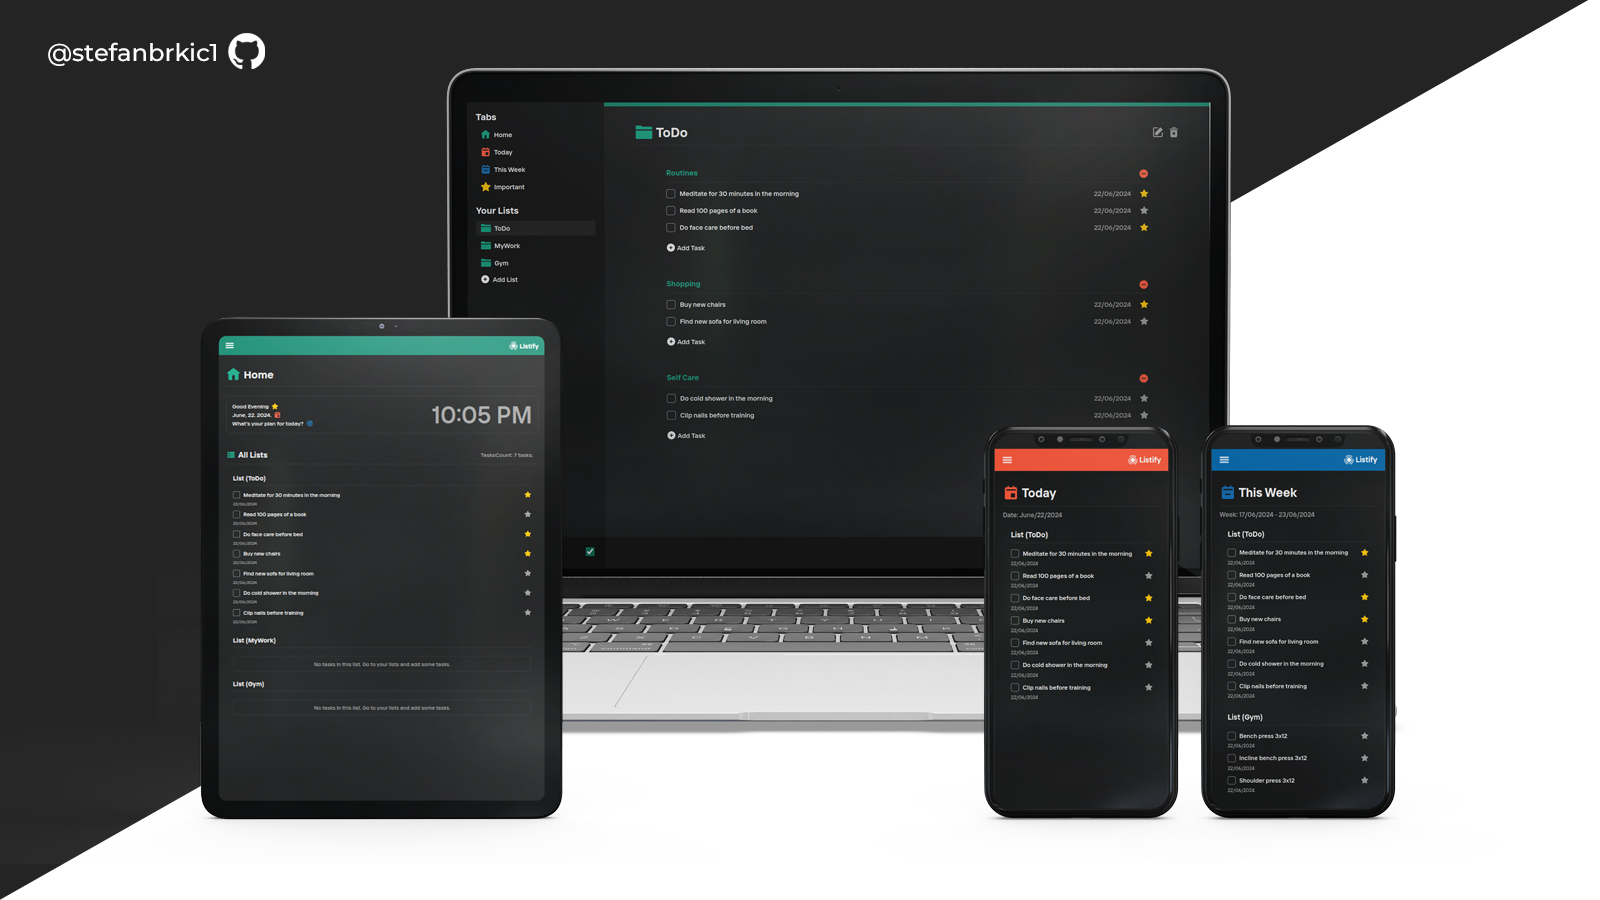 @stefanbrkic1
Tabs
Home
Today
This Week
Important
Your Lists
ToDo
MyWork
Gym
Add List
ToDo
Routines
Meditate for 30 minutes in the morning 22/06/2024
Read 100 pages of a book 22/06/2024
Do face care before bed 22/06/2024
Add Task
Shopping
Buy new chairs 22/06/2024
Find new sofa for living room 22/06/2024
Add Task
Self Care
Do cold shower in the morning 22/06/2024
Clip nails before training 22/06/2024
Add Task
Listify
Home
Good Evening
June, 22. 2024.
What's your plan for today?
10:05 PM
All Lists TasksCount: 7 tasks.
List (ToDo)
Meditate for 30 minutes in the morning
22/06/2024
Read 100 pages of a book
22/06/2024
Do face care before bed
22/06/2024
Buy new chairs
22/06/2024
Find new sofa for living room
22/06/2024
Do cold shower in the morning
22/06/2024
Clip nails before training
22/06/2024
List (MyWork)
No tasks in this list. Go to your lists and add some tasks.
List (Gym)
No tasks in this list. Go to your lists and add some tasks.
Listify
Today
Date: June/22/2024
List (ToDo)
Meditate for 30 minutes in the morning
22/06/2024
Read 100 pages of a book
22/06/2024
Do face care before bed
22/06/2024
Buy new chairs
22/06/2024
Find new sofa for living room
22/06/2024
Do cold shower in the morning
22/06/2024
Clip nails before training
22/06/2024
Listify
This Week
Week: 17/06/2024 - 23/06/2024
List (ToDo)
Meditate for 30 minutes in the morning
22/06/2024
Read 100 pages of a book
22/06/2024
Do face care before bed
22/06/2024
Buy new chairs
22/06/2024
Find new sofa for living room
22/06/2024
Do cold shower in the morning
22/06/2024
Clip nails before training
22/06/2024
List (Gym)
Bench press 3x12
22/06/2024
Incline bench press 3x12
22/06/2024
Shoulder press 3x12
22/06/2024